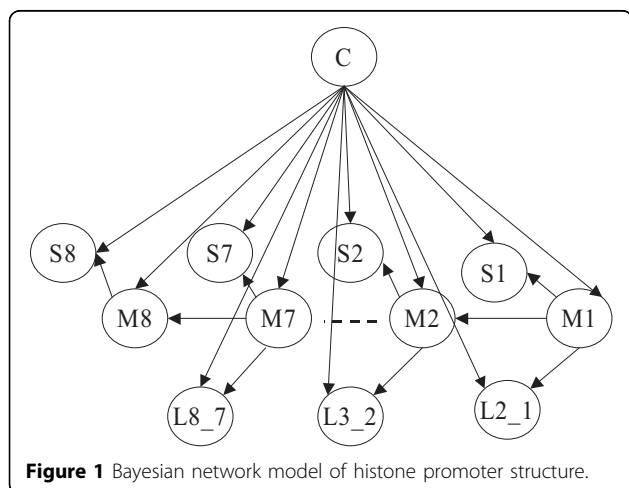 C
S8
S7
S2
S1
M8
M7
M2
M1
L8_7
L3_2
L2_1
Figure 1 Bayesian network model of histone promoter structure.